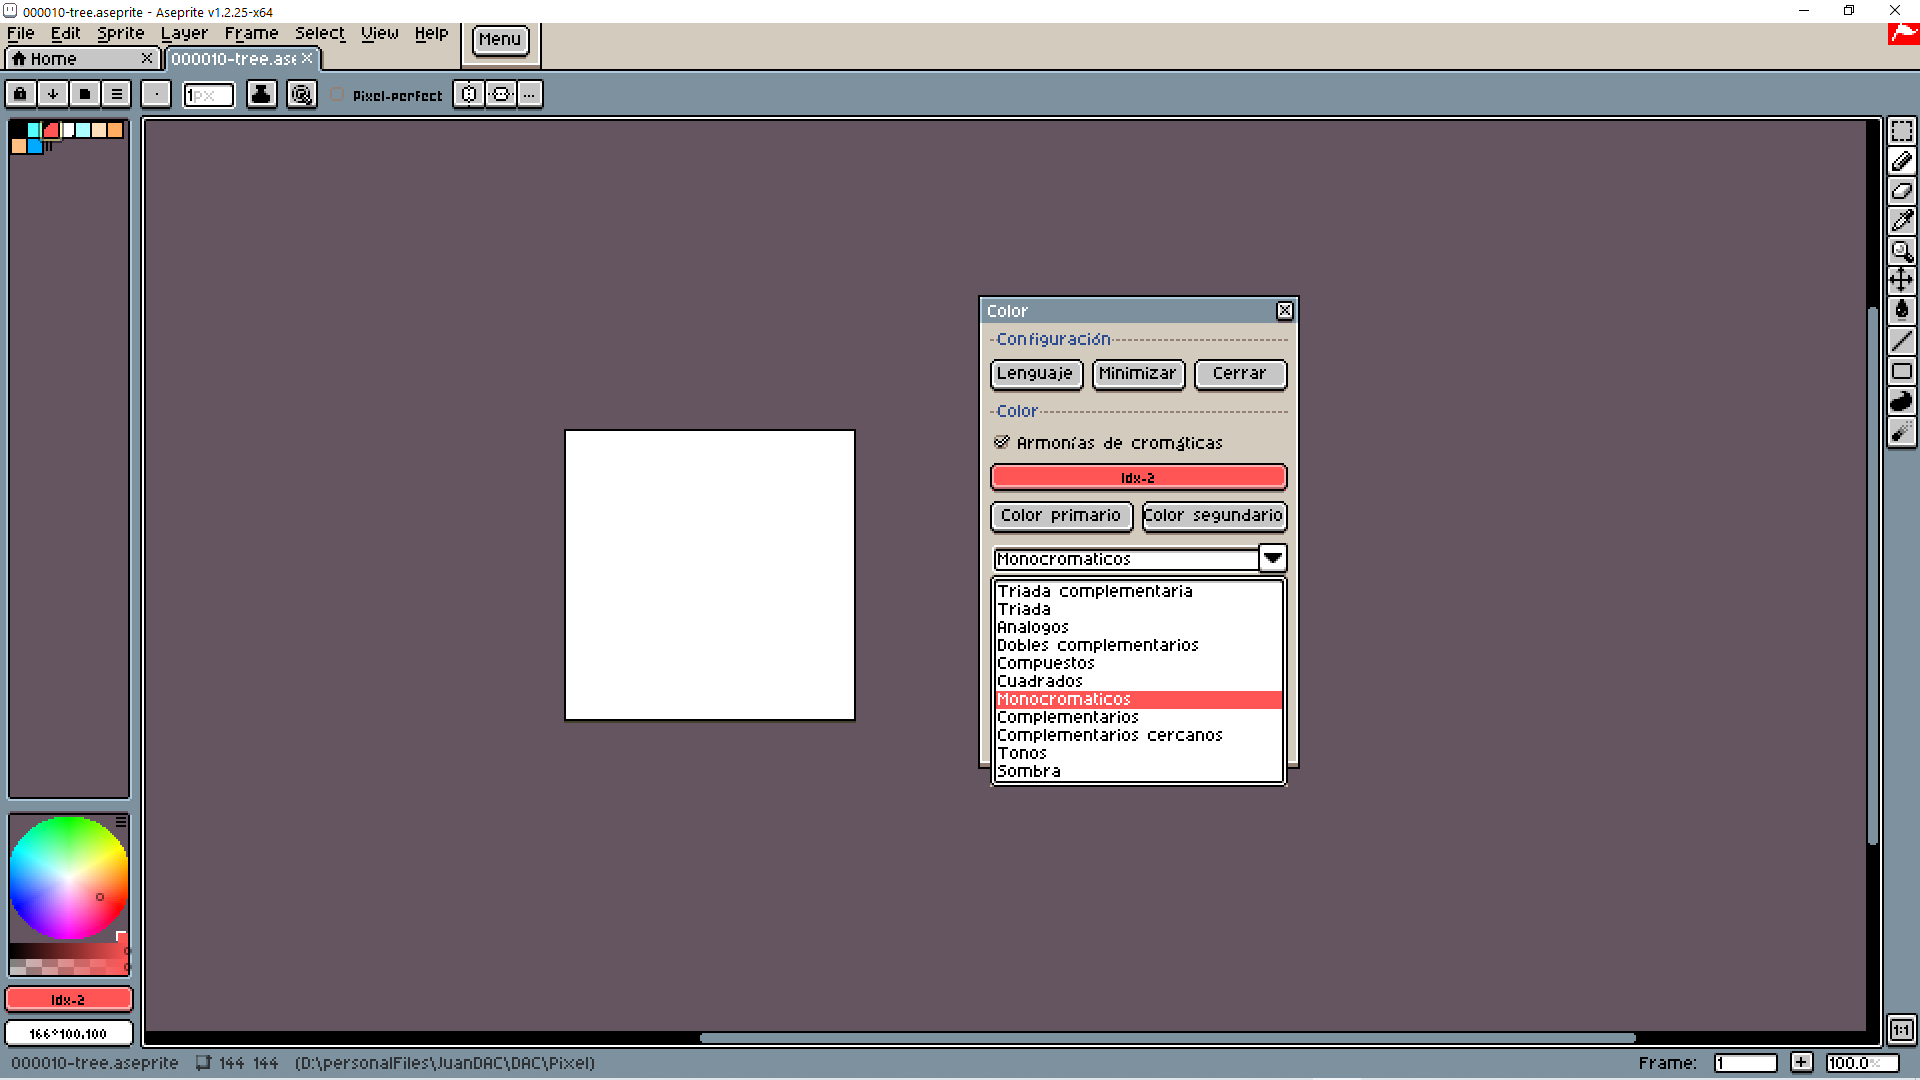 000010-tree.aseprite - Aseprite v1.2.25-x64
File Edit Sprite Layer Frame Select View Help
Menu
Home
000010-tree.ase
1px
Pixel-perfect
...
Color
Configuración
Lenguaje Minimizar Cerrar
Color
Armonías de cromáticas
Idx-2
Color primario Color segundario
Monocromaticos
Triada complementaria
Triada
Analogos
Dobles complementarios
Compuestos
Cuadrados
Monocromaticos
Complementarios
Complementarios cercanos
Tonos
Sombra
Idx-2
166°100,100
1:1
000010-tree.aseprite 144 144 (D:\personalFiles\JuanDAC\DAC\Pixel)
Frame: 1 + 100.0%